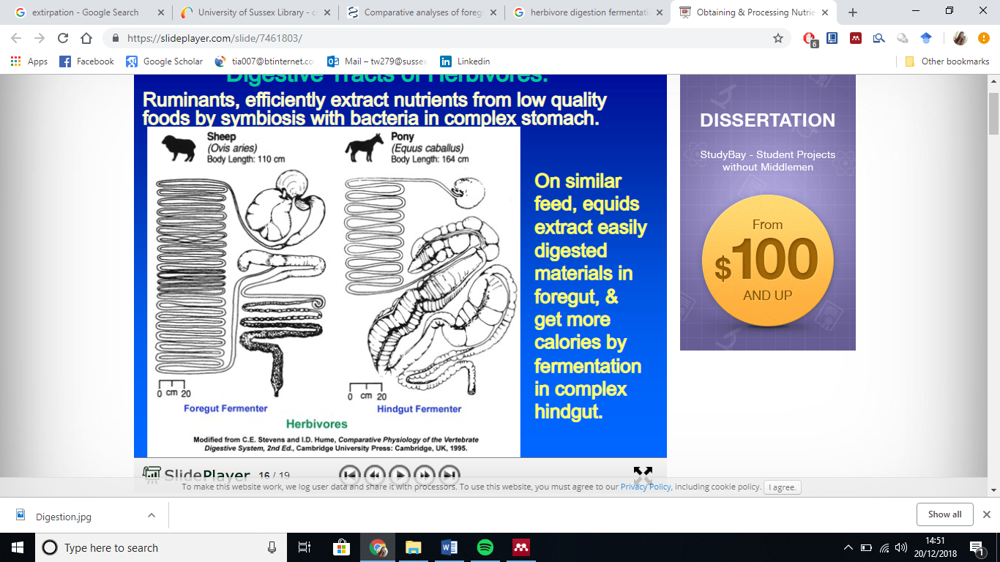 extirpation - Google Search
University of Sussex Library - c
Comparative analyses of foreg
herbivore digestion fermentati
Obtaining & Processing Nutrie
https://slideplayer.com/slide/7461803/
6
Apps
Facebook
Google Scholar
tia007@btinternet.co
Mail – tw279@sussex
Linkedin
Other bookmarks
Digestive Tracts of Herbivores:
Ruminants, efficiently extract nutrients from low quality
foods by symbiosis with bacteria in complex stomach.
Sheep
(Ovis aries)
Body Length: 110 cm
Pony
(Equus caballus)
Body Length: 164 cm
0 cm 20
0 cm 20
Foregut Fermenter
Hindgut Fermenter
Herbivores
Modified from C.E. Stevens and I.D. Hume, Comparative Physiology of the Vertebrate
Digestive System, 2nd Ed., Cambridge University Press: Cambridge, UK, 1995.
On similar
feed, equids
extract easily
digested
materials in
foregut, &
get more
calories by
fermentation
in complex
hindgut.
DISSERTATION
StudyBay - Student Projects
without Middlemen
From
$100
AND UP
SlidePlayer
16 / 19
To make this website work, we log user data and share it with processors. To use this website, you must agree to our Privacy Policy, including cookie policy.
I agree.
Digestion.jpg
Show all
Type here to search
14:51
20/12/2018
1